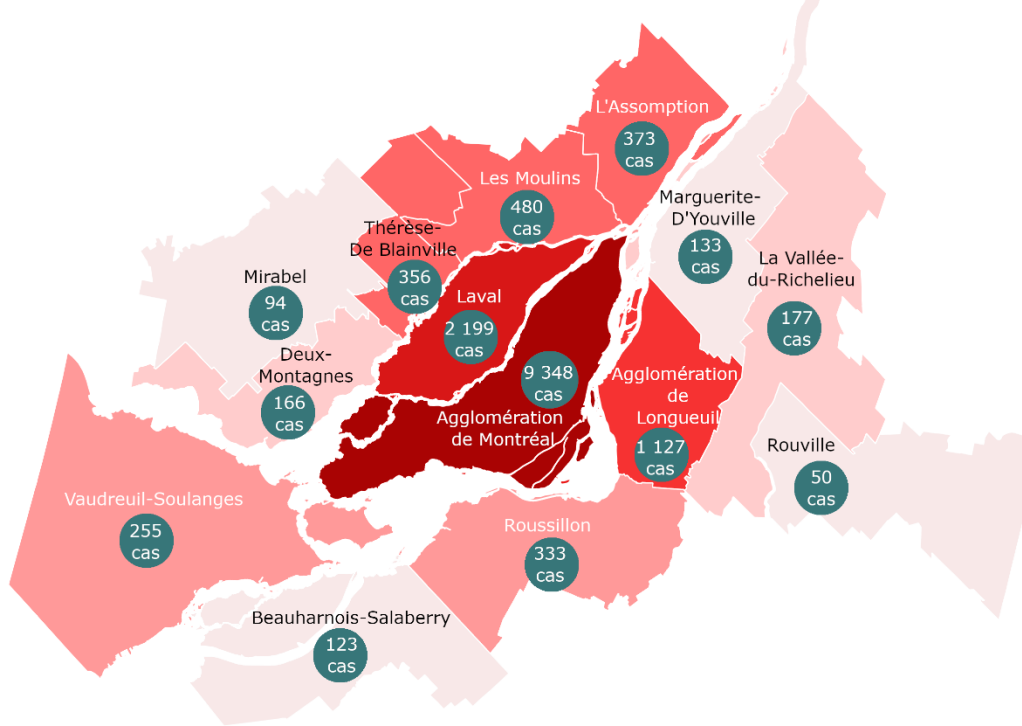 L'Assomption
373
cas
Les Moulins
480
cas
Marguerite-
D'Youville
133
cas
Thérèse-
De Blainville
356
cas
La Vallée-
du-Richelieu
177
cas
Mirabel
94
cas
Laval
2 199
cas
Deux-
Montagnes
166
cas
9 348
cas
Agglomération
de Montréal
Agglomération
de
Longueuil
1 127
cas
Rouville
50
cas
Vaudreuil-Soulanges
255
cas
Roussillon
333
cas
Beauharnois-Salaberry
123
cas